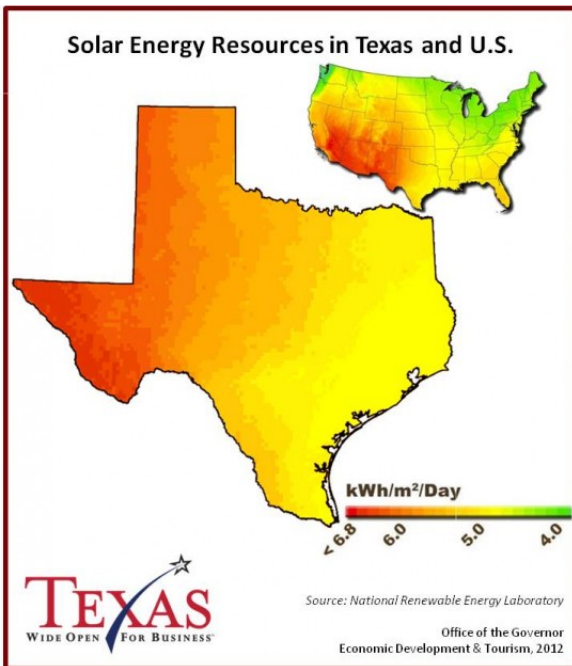 Solar Energy Resources in Texas and U.S.
kWh/m²/Day
< 6.8 6.0 5.0 4.0
TEXAS
WIDE OPEN FOR BUSINESS
Source: National Renewable Energy Laboratory
Office of the Governor
Economic Development & Tourism, 2012